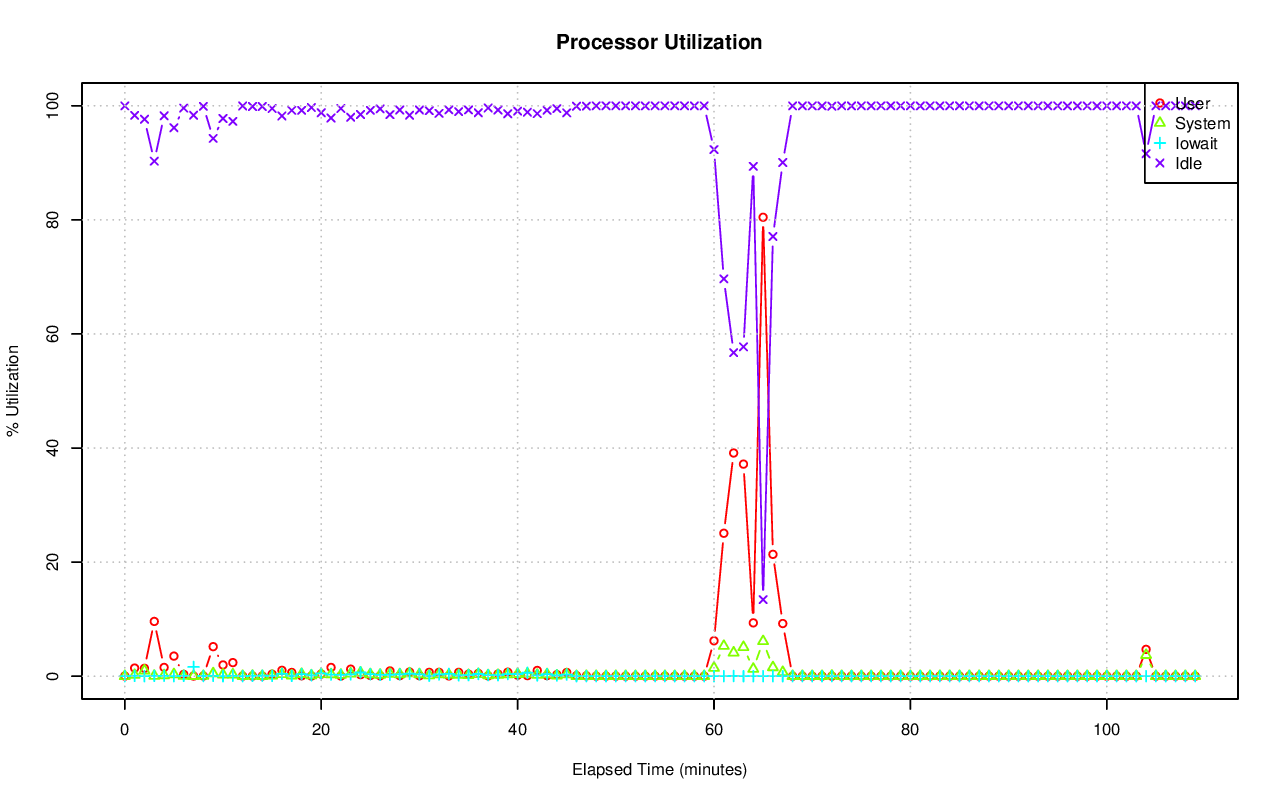 Processor Utilization
% Utilization
100
80
60
40
20
0
User
System
Iowait
Idle
0 20 40 60 80 100
Elapsed Time (minutes)